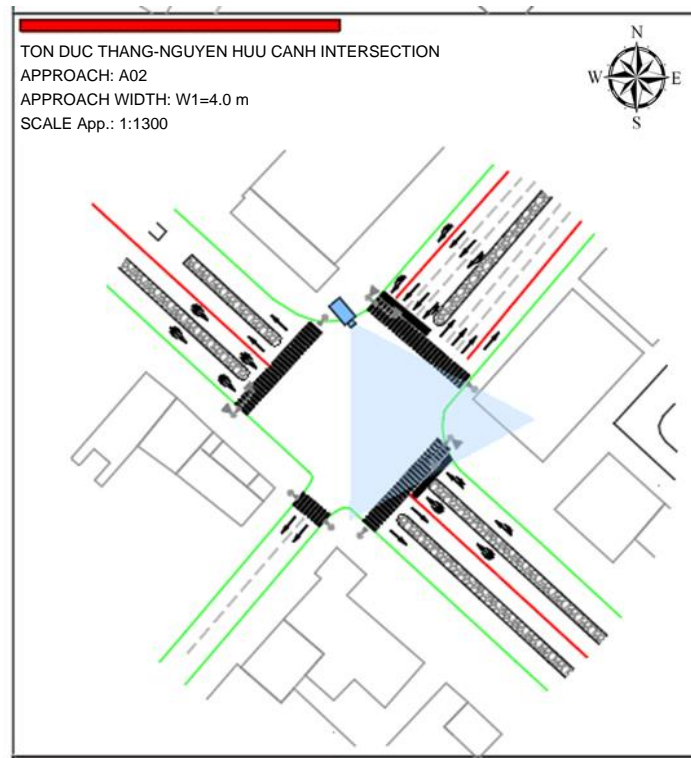 TON DUC THANG-NGUYEN HUU CANH INTERSECTION
APPROACH: A02
APPROACH WIDTH: W1=4.0 m
SCALE App.: 1:1300
N
W E
S